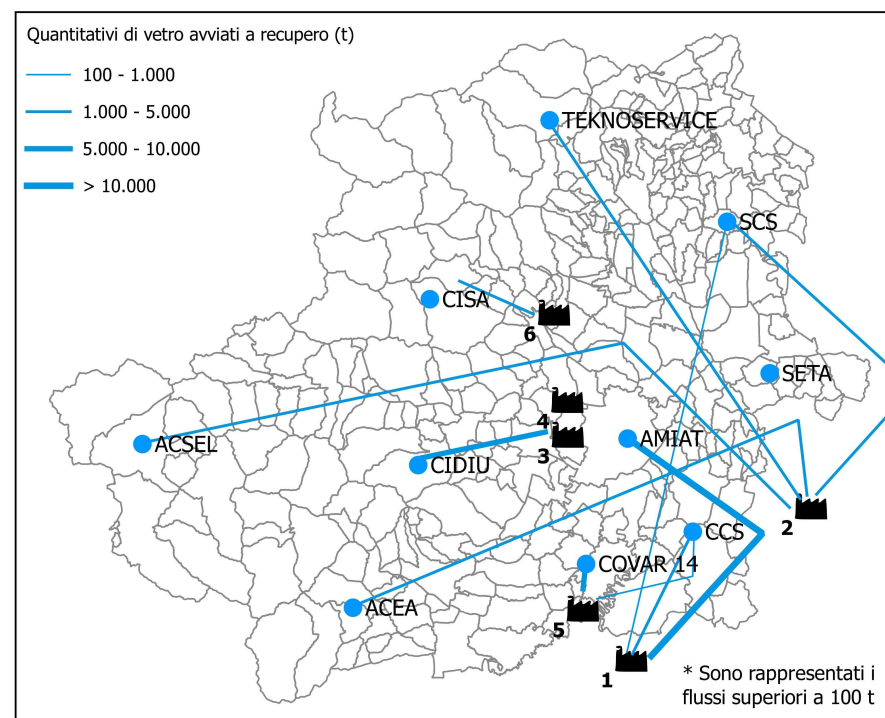 Quantitativi di vetro avviati a recupero (t)
100 - 1.000
1.000 - 5.000
5.000 - 10.000
> 10.000
TEKNOSERVICE
SCS
CISA
6
SETA
4
ACSEL
AMIAT
3
CIDIU
2
CCS
COVAR 14
ACEA
5
1
* Sono rappresentati i
flussi superiori a 100 t